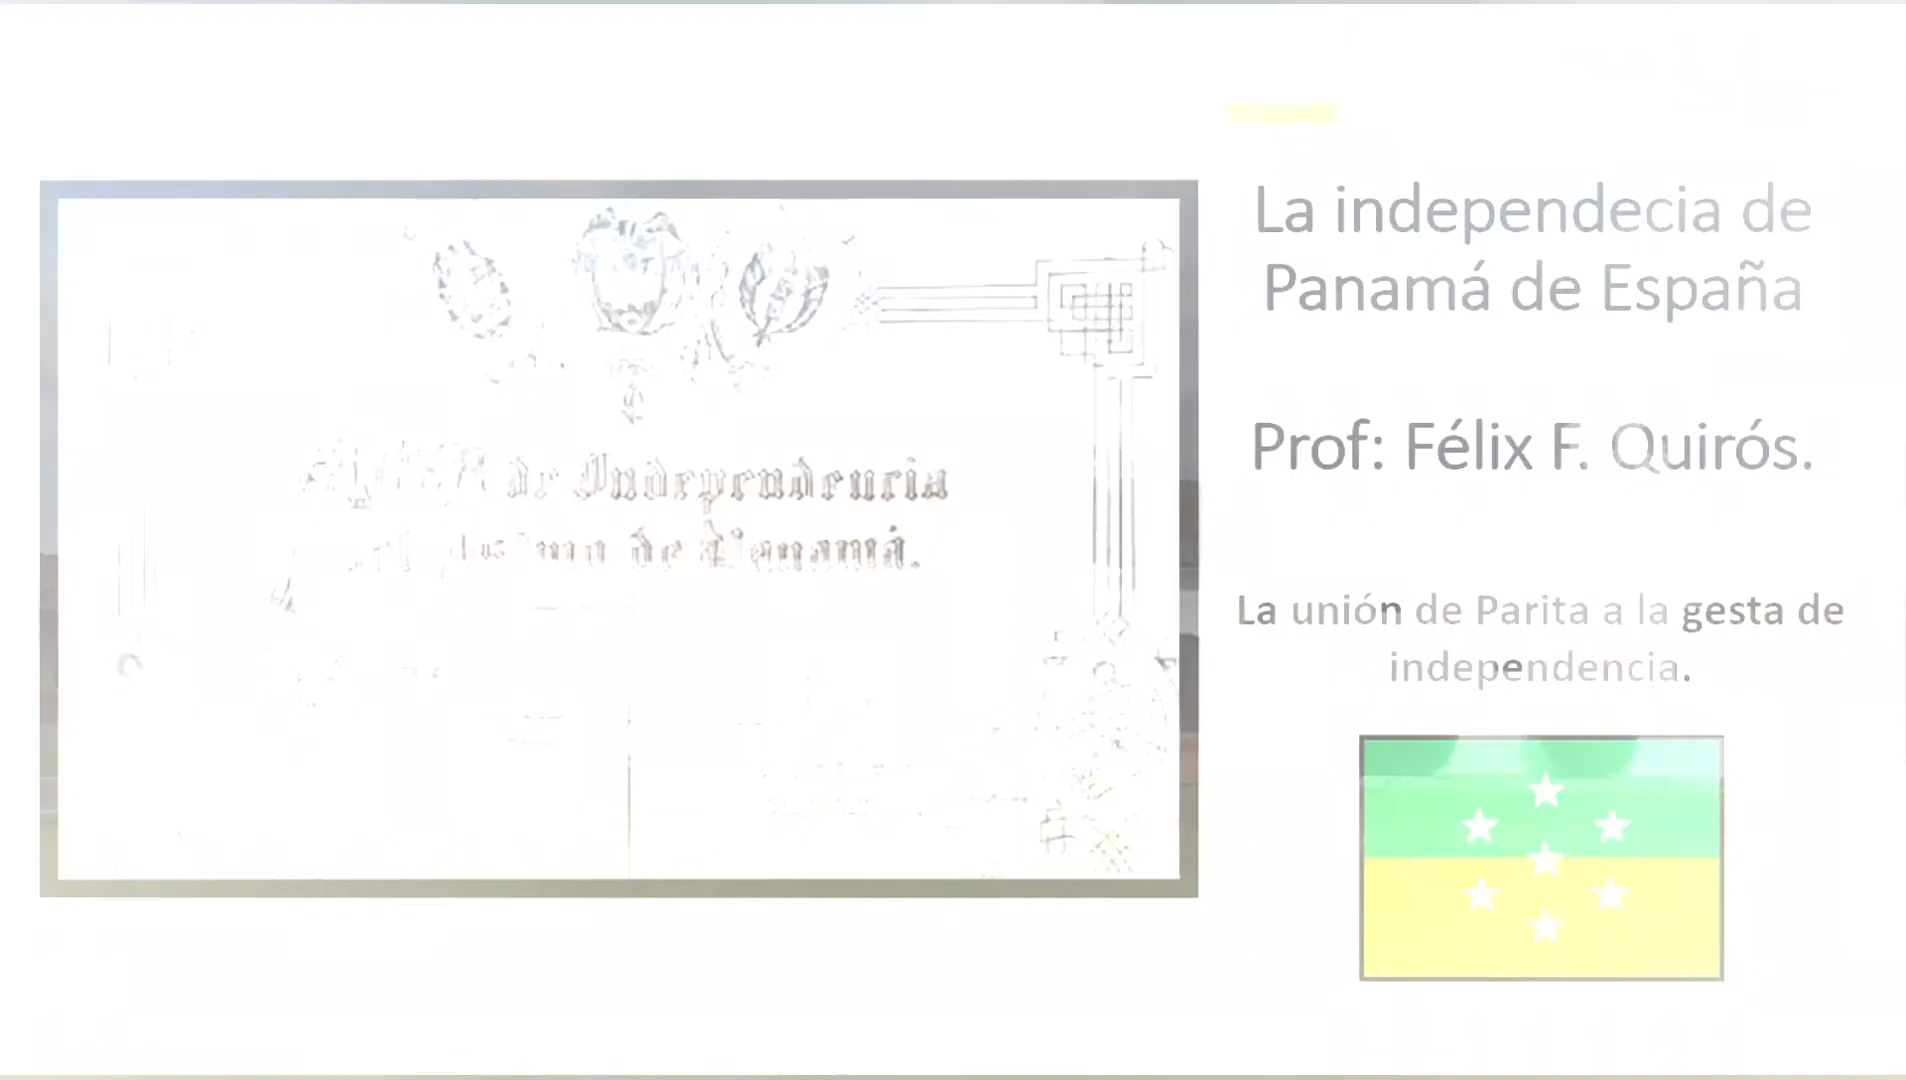 de Independencia
de Panamá.
La independecia de
Panamá de España
Prof: Félix F. Quirós.
La unión de Parita a la gesta de
independencia.